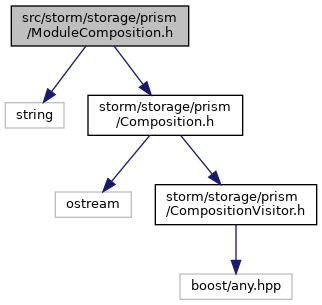 src/storm/storage/prism
/ModuleComposition.h
string
storm/storage/prism
/Composition.h
ostream
storm/storage/prism
/CompositionVisitor.h
boost/any.hpp